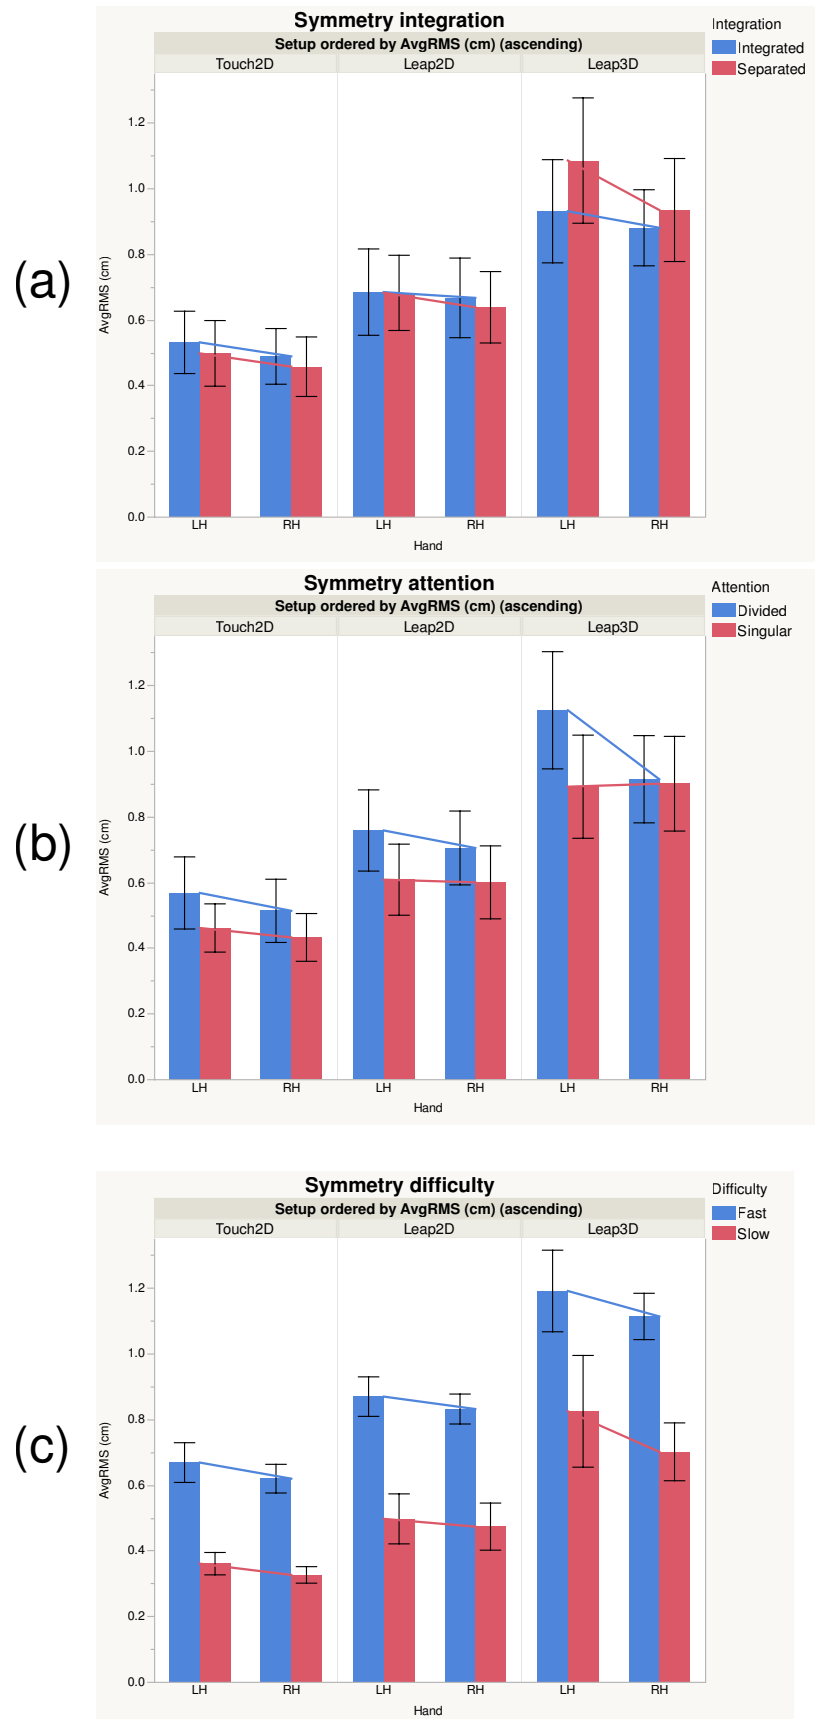 (a)
Symmetry integration
Setup ordered by AvgRMS (cm) (ascending)
Touch2D Leap2D Leap3D
Integration
Integrated
Separated
AvgRMS (cm)
1.2
1.0
0.8
0.6
0.4
0.2
0.0
LH RH LH RH LH RH
Hand
(b)
Symmetry attention
Setup ordered by AvgRMS (cm) (ascending)
Touch2D Leap2D Leap3D
Attention
Divided
Singular
AvgRMS (cm)
1.2
1.0
0.8
0.6
0.4
0.2
0.0
LH RH LH RH LH RH
Hand
(c)
Symmetry difficulty
Setup ordered by AvgRMS (cm) (ascending)
Touch2D Leap2D Leap3D
Difficulty
Fast
Slow
AvgRMS (cm)
1.2
1.0
0.8
0.6
0.4
0.2
0.0
LH RH LH RH LH RH
Hand